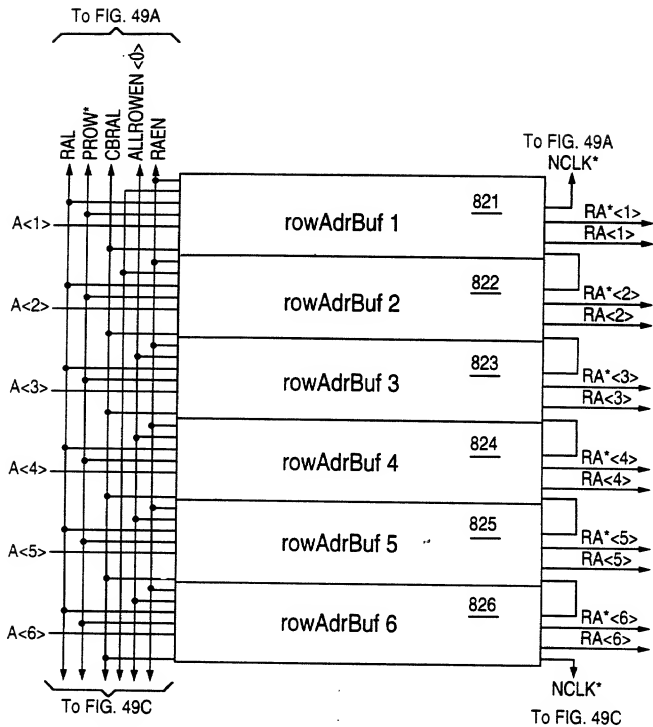 To FIG. 49A
RAL
PROW*
CBRAL
ALLROWEN <0>
RAEN
To FIG. 49A
NCLK*
A<1>
rowAdrBuf 1
821
RA*<1>
RA<1>
A<2>
rowAdrBuf 2
822
RA*<2>
RA<2>
A<3>
rowAdrBuf 3
823
RA*<3>
RA<3>
A<4>
rowAdrBuf 4
824
RA*<4>
RA<4>
A<5>
rowAdrBuf 5
825
RA*<5>
RA<5>
A<6>
rowAdrBuf 6
826
RA*<6>
RA<6>
To FIG. 49C
NCLK*
To FIG. 49C